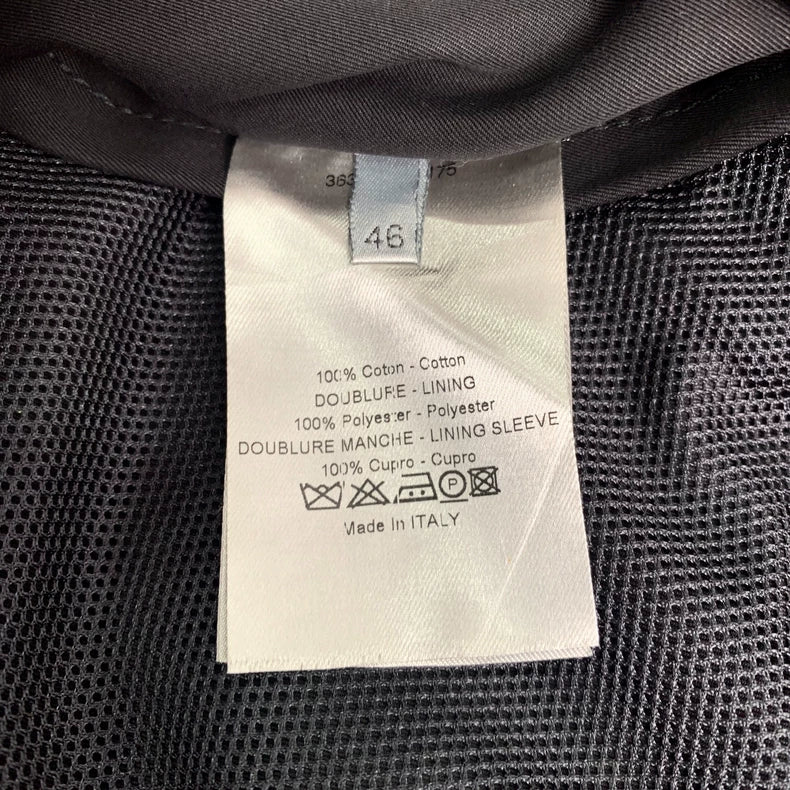 363 175
46
100% Coton - Cotton
DOUBLURE - LINING
100% Polyester - Polyester
DOUBLURE MANCHE - LINING SLEEVE
100% Cupro - Cupro
P
Made In ITALY